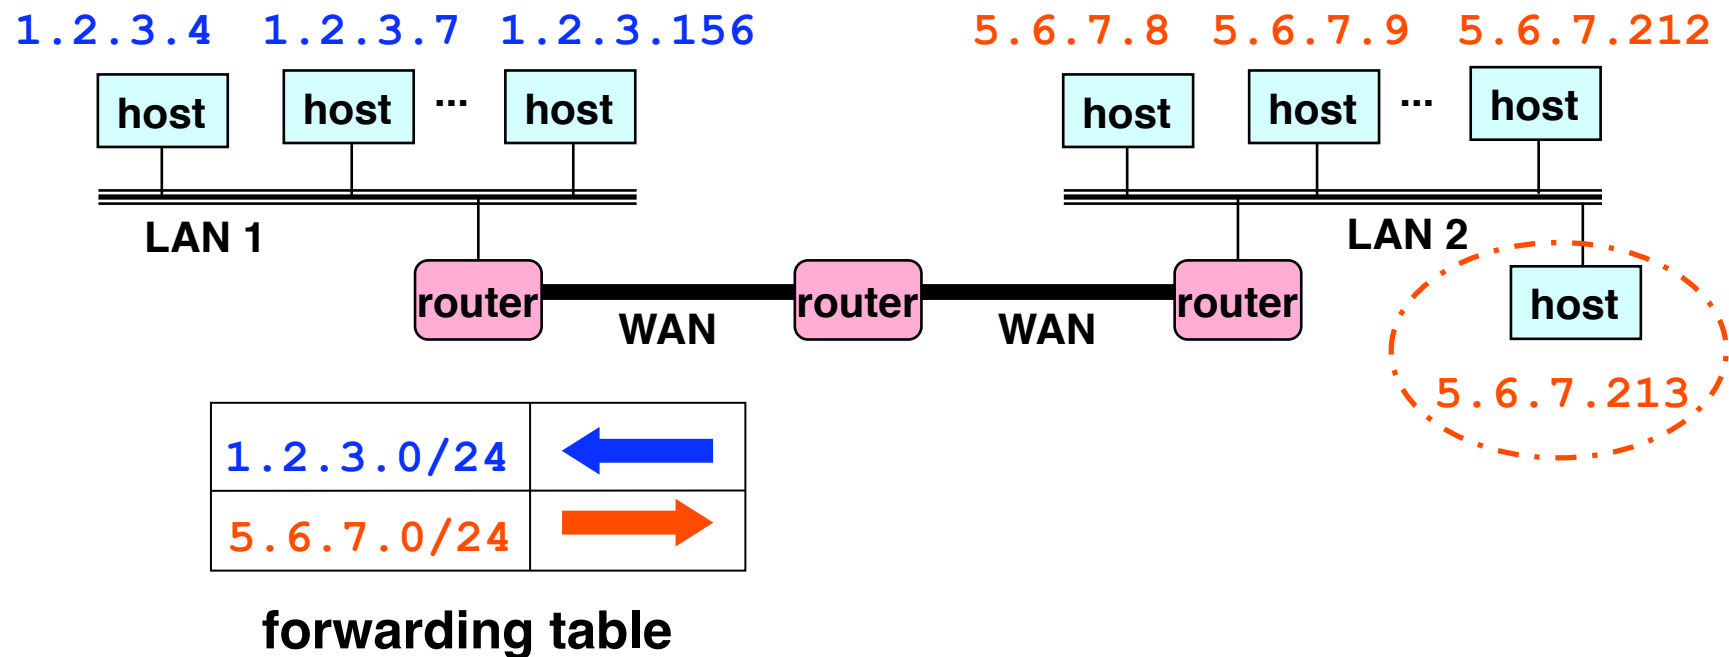 1.2.3.4 1.2.3.7 1.2.3.156 5.6.7.8 5.6.7.9 5.6.7.212
host host ... host host host ... host
LAN 1 LAN 2
router WAN router WAN router host
5.6.7.213
1.2.3.0/24
5.6.7.0/24
forwarding table